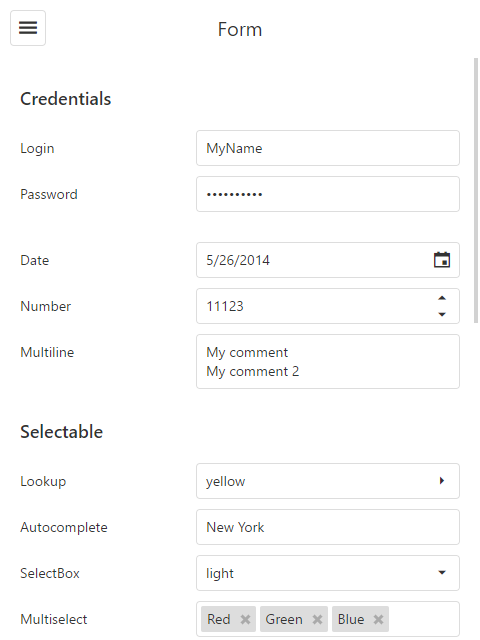 Form
Credentials
Login MyName
Password ••••••••••
Date 5/26/2014
Number 11123
Multiline My comment
My comment 2
Selectable
Lookup yellow
Autocomplete New York
SelectBox light
Multiselect Red Green Blue